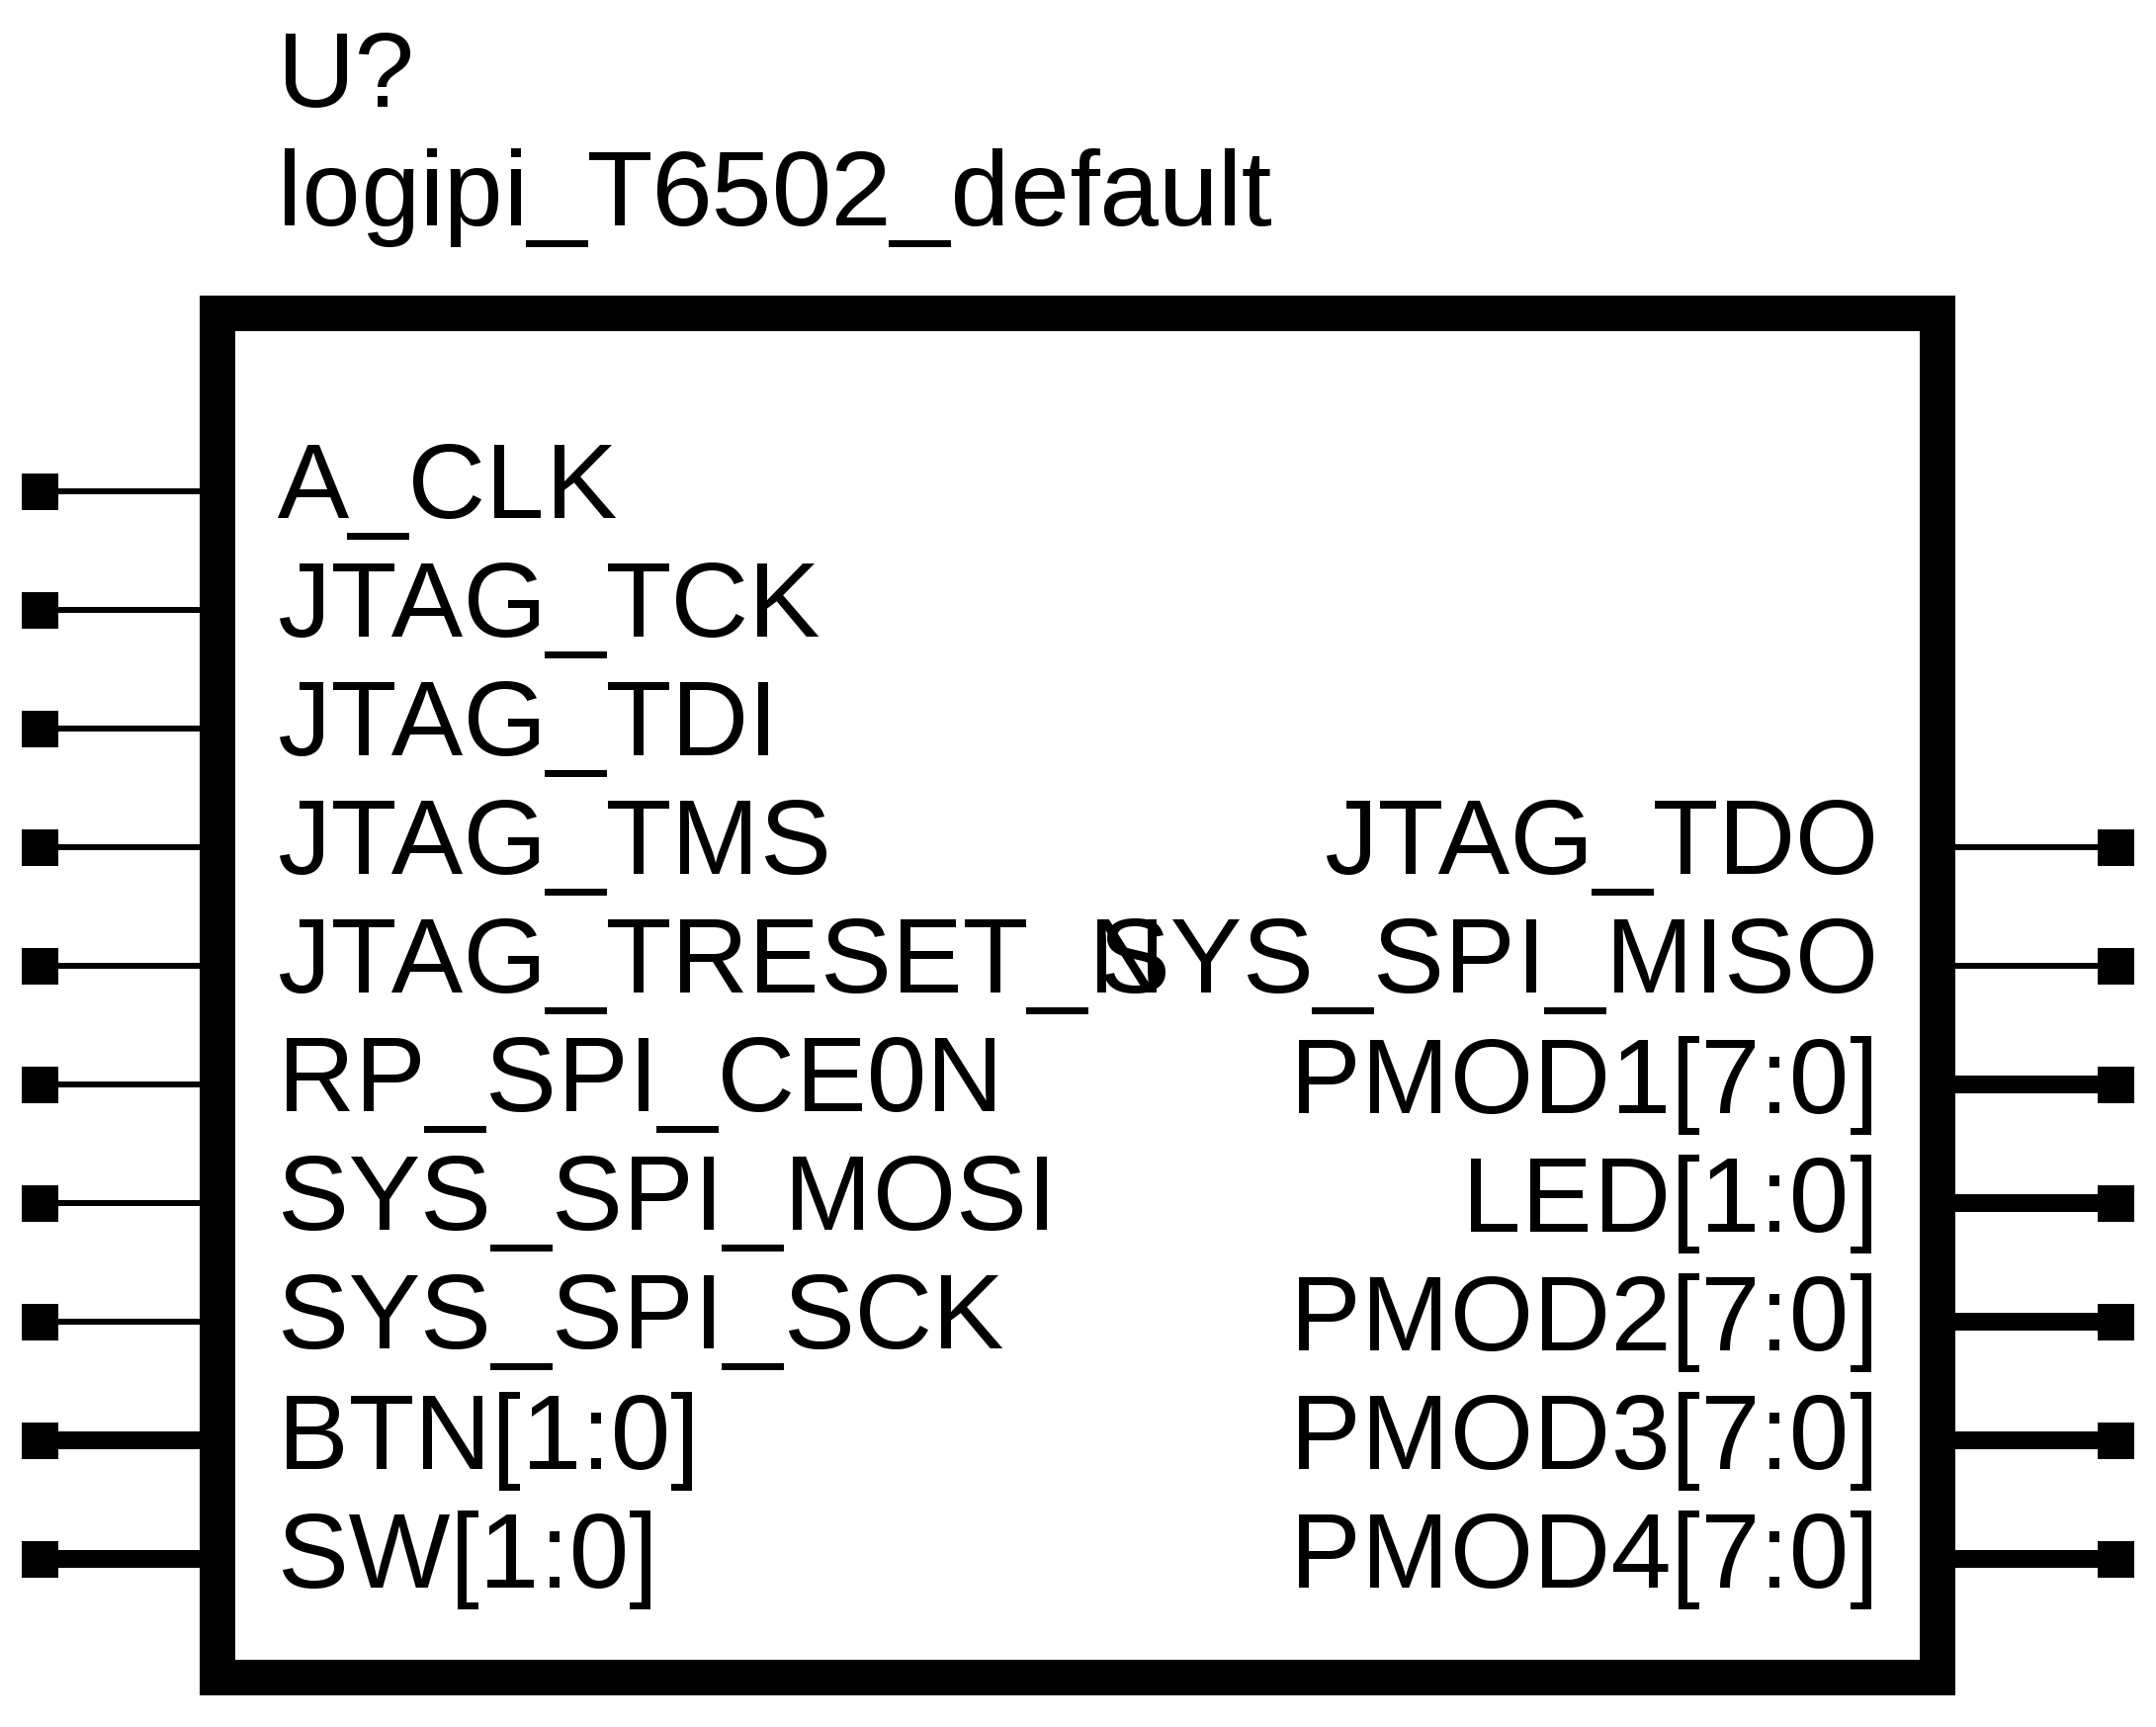 U?
logipi_T6502_default
A_CLK
JTAG_TCK
JTAG_TDI
JTAG_TMS JTAG_TDO
JTAG_TRESET_N SYS_SPI_MISO
RP_SPI_CE0N PMOD1[7:0]
SYS_SPI_MOSI LED[1:0]
SYS_SPI_SCK PMOD2[7:0]
BTN[1:0] PMOD3[7:0]
SW[1:0] PMOD4[7:0]